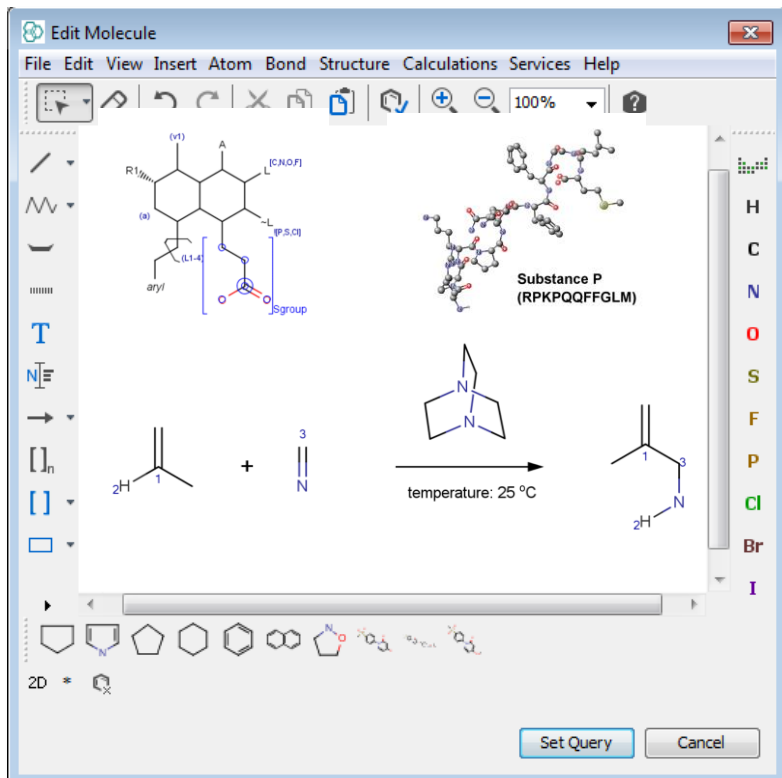 Edit Molecule
File Edit View Insert Atom Bond Structure Calculations Services Help
100%
(v1)
A
R1
L
[C,N,O,F]
(a)
~L
![P,S,Cl]
(L1-4)
aryl
O
O
Sgroup
Substance P
(RPKPQQFFGLM)
T
N
[ ]n
[ ]
H
C
N
O
S
F
P
Cl
Br
I
N
N
3
1
2H
+
N
temperature: 25 °C
1
3
N
2H
N
N
O
2D *
Set Query Cancel